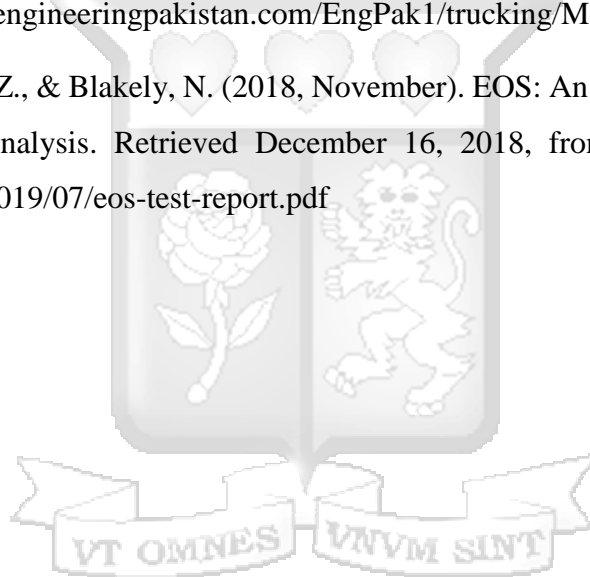 engineeringpakistan.com/EngPak1/trucking/M
Z., & Blakely, N. (2018, November). EOS: An
nalysis. Retrieved December 16, 2018, from
019/07/eos-test-report.pdf
VT OMNES VNVM SINT